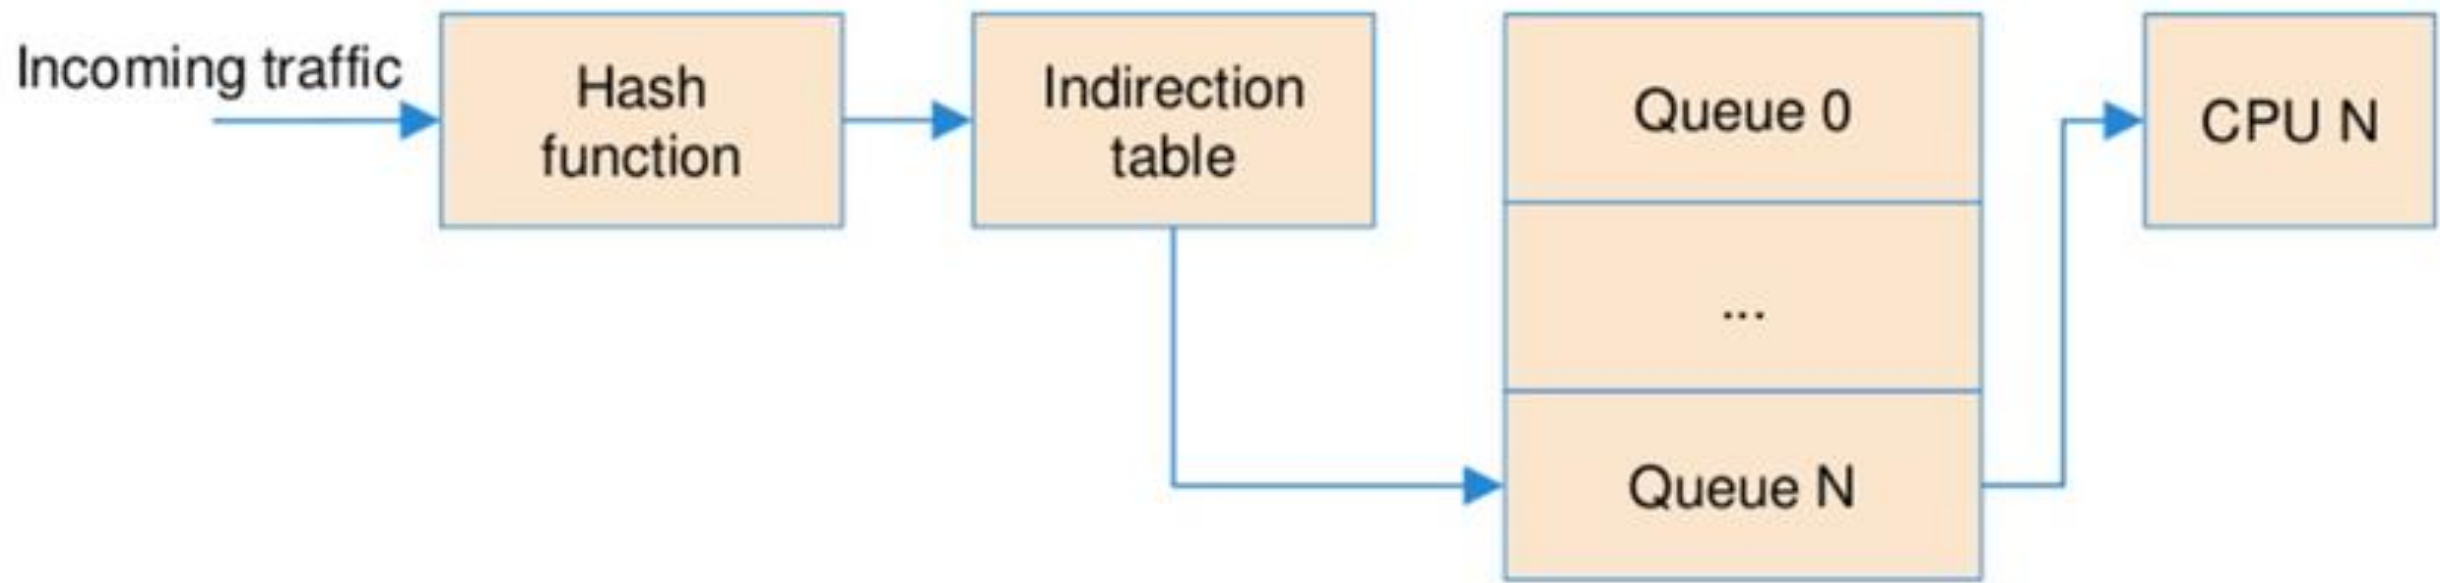 Incoming traffic
Hash
function
Indirection
table
Queue 0
...
Queue N
CPU N